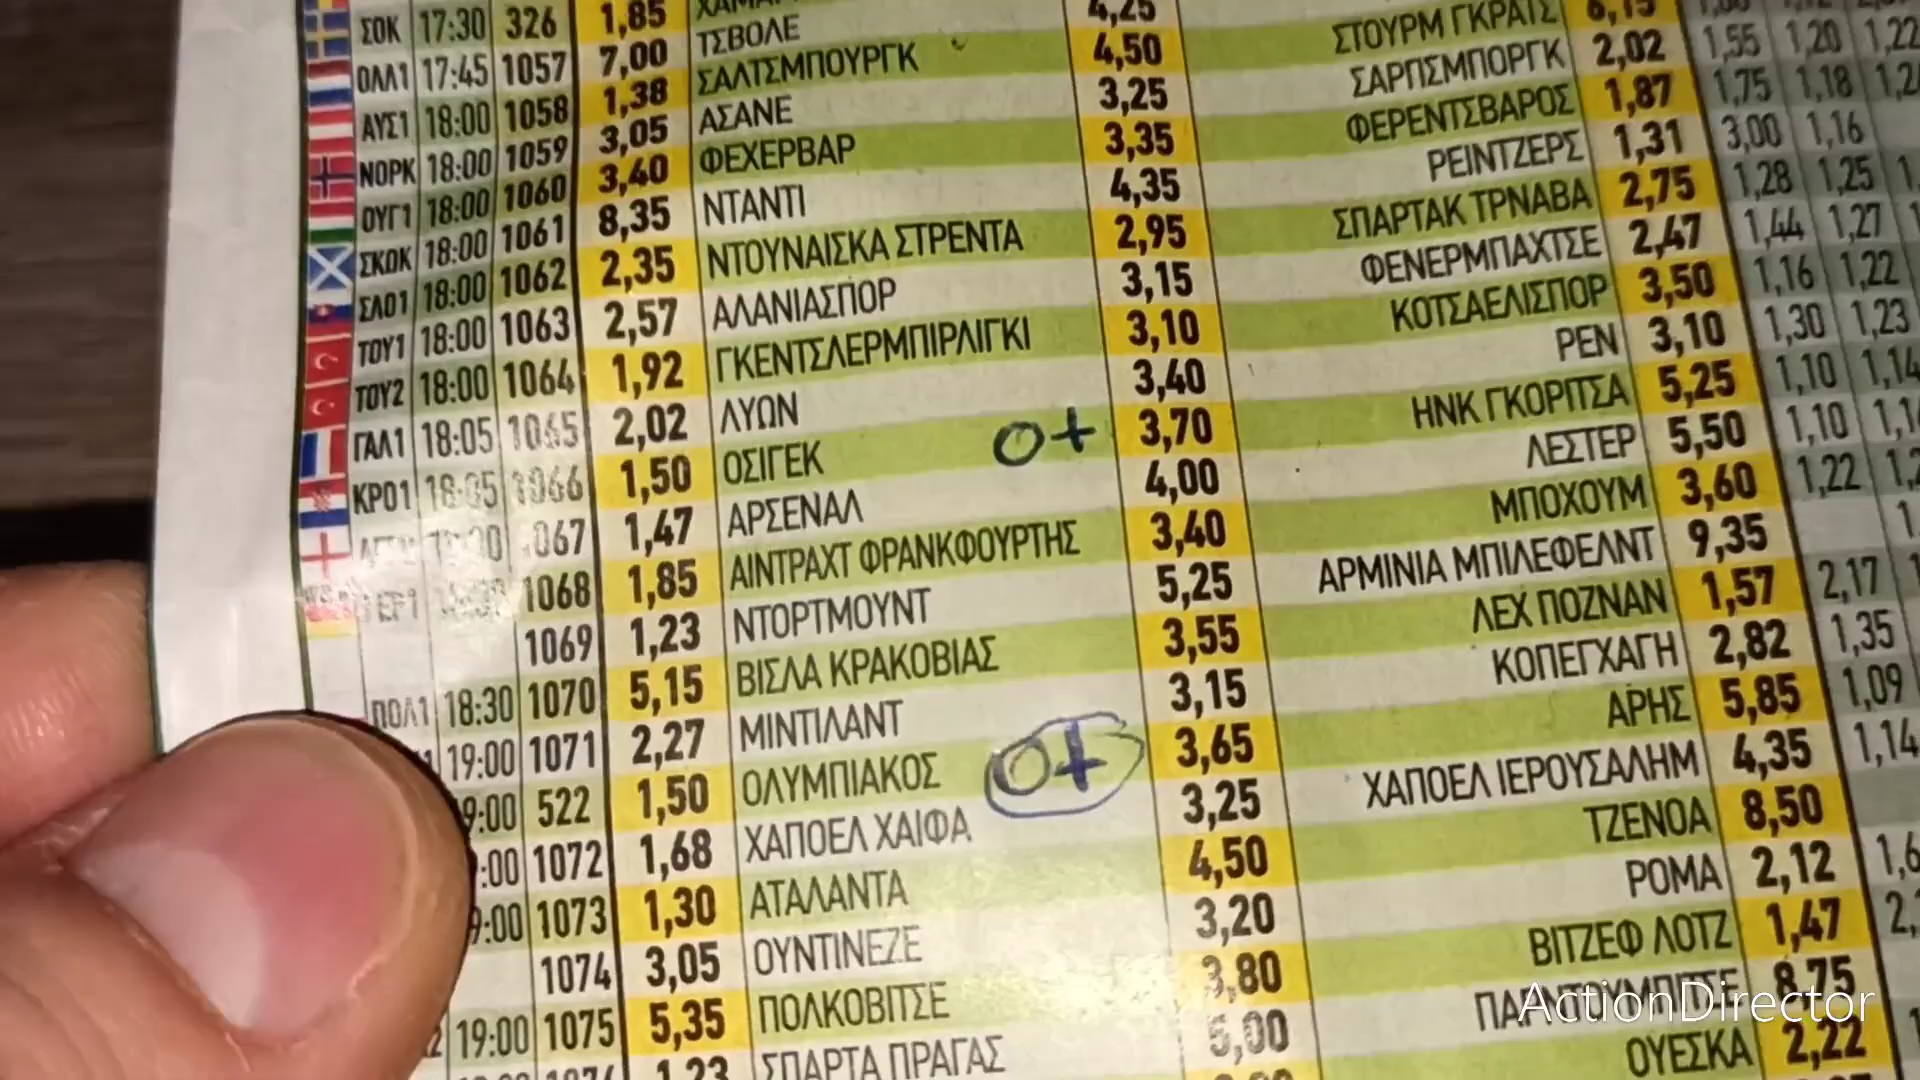 ΣΟΚ 17:30 326 1,85
ΟΛΛ1 17:45 1057 7,00 ΤΣΒΟΛΕ 4,25
ΑΥΣ1 18:00 1058 1,38 ΣΑΛΤΣΜΠΟΥΡΓΚ 4,50 ΣΤΟΥΡΜ ΓΚΡΑΤΣ 6,15
ΝΟΡΚ 18:00 1059 3,05 ΑΣΑΝΕ 3,25 ΣΑΡΠΣΜΠΟΡΓΚ 2,02 1,55 1,20 1,22
ΟΥΓ1 18:00 1060 3,40 ΦΕΧΕΡΒΑΡ 3,35 ΦΕΡΕΝΤΣΒΑΡΟΣ 1,87 1,75 1,18
ΣΚΩΚ 18:00 1061 8,35 ΝΤΑΝΤΙ 4,35 ΡΕΙΝΤΖΕΡΣ 1,31 3,00 1,16
ΣΛΟ1 18:00 1062 2,35 ΝΤΟΥΝΑΙΣΚΑ ΣΤΡΕΝΤΑ 2,95 ΣΠΑΡΤΑΚ ΤΡΝΑΒΑ 2,75 1,28 1,25
ΤΟΥ1 18:00 1063 2,57 ΑΛΑΝΙΑΣΠΟΡ 3,15 ΦΕΝΕΡΜΠΑΧΤΣΕ 2,47 1,44 1,27
ΤΟΥ2 18:00 1064 1,92 ΓΚΕΝΤΣΛΕΡΜΠΙΡΛΙΓΚΙ 3,10 ΚΟΤΣΑΕΛΙΣΠΟΡ 3,50 1,16 1,22
ΓΑΛ1 18:05 1065 2,02 ΛΥΩΝ 3,40 ΡΕΝ 3,10 1,30 1,23
ΚΡΟ1 18:05 1066 1,50 ΟΣΙΓΕΚ 0+ 3,70 ΗΝΚ ΓΚΟΡΙΤΣΑ 5,25 1,10 1,14
1067 1,47 ΑΡΣΕΝΑΛ 4,00 ΛΕΣΤΕΡ 5,50 1,10
1068 1,85 ΑΙΝΤΡΑΧΤ ΦΡΑΝΚΦΟΥΡΤΗΣ 3,40 ΜΠΟΧΟΥΜ 3,60 1,22
1069 1,23 ΝΤΟΡΤΜΟΥΝΤ 5,25 ΑΡΜΙΝΙΑ ΜΠΙΛΕΦΕΛΝΤ 9,35
ΠΟΛ1 18:30 1070 5,15 ΒΙΣΛΑ ΚΡΑΚΟΒΙΑΣ 3,55 ΛΕΧ ΠΟΖΝΑΝ 1,57 2,17
19:00 1071 2,27 ΜΙΝΤΙΛΑΝΤ 3,15 ΚΟΠΕΓΧΑΓΗ 2,82 1,35
522 1,50 ΟΛΥΜΠΙΑΚΟΣ 0+ 3,65 ΑΡΗΣ 5,85 1,09
1072 1,68 ΧΑΠΟΕΛ ΧΑΙΦΑ 3,25 ΧΑΠΟΕΛ ΙΕΡΟΥΣΑΛΗΜ 4,35 1,14
1073 1,30 ΑΤΑΛΑΝΤΑ 4,50 ΤΖΕΝΟΑ 8,50
1074 3,05 ΟΥΝΤΙΝΕΖΕ 3,20 ΡΟΜΑ 2,12
19:00 1075 5,35 ΠΟΛΚΟΒΙΤΣΕ 3,80 ΒΙΤΖΕΦ ΛΟΤΖ 1,47
1,23 ΣΠΑΡΤΑ ΠΡΑΓΑΣ 5,00 8,75
ΟΥΕΣΚΑ 2,22
ActionDirector